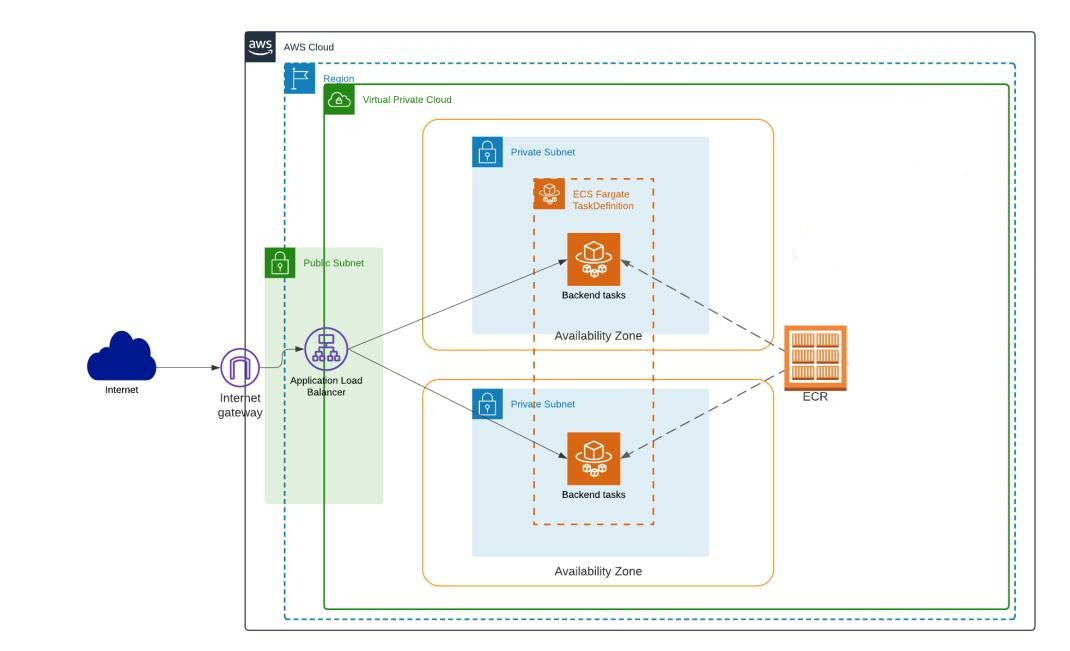 aws
AWS Cloud
Region
Virtual Private Cloud
Private Subnet
ECS Fargate
TaskDefinition
Backend tasks
Availability Zone
Public Subnet
Internet
Internet
gateway
Application Load
Balancer
ECR
Private Subnet
Backend tasks
Availability Zone